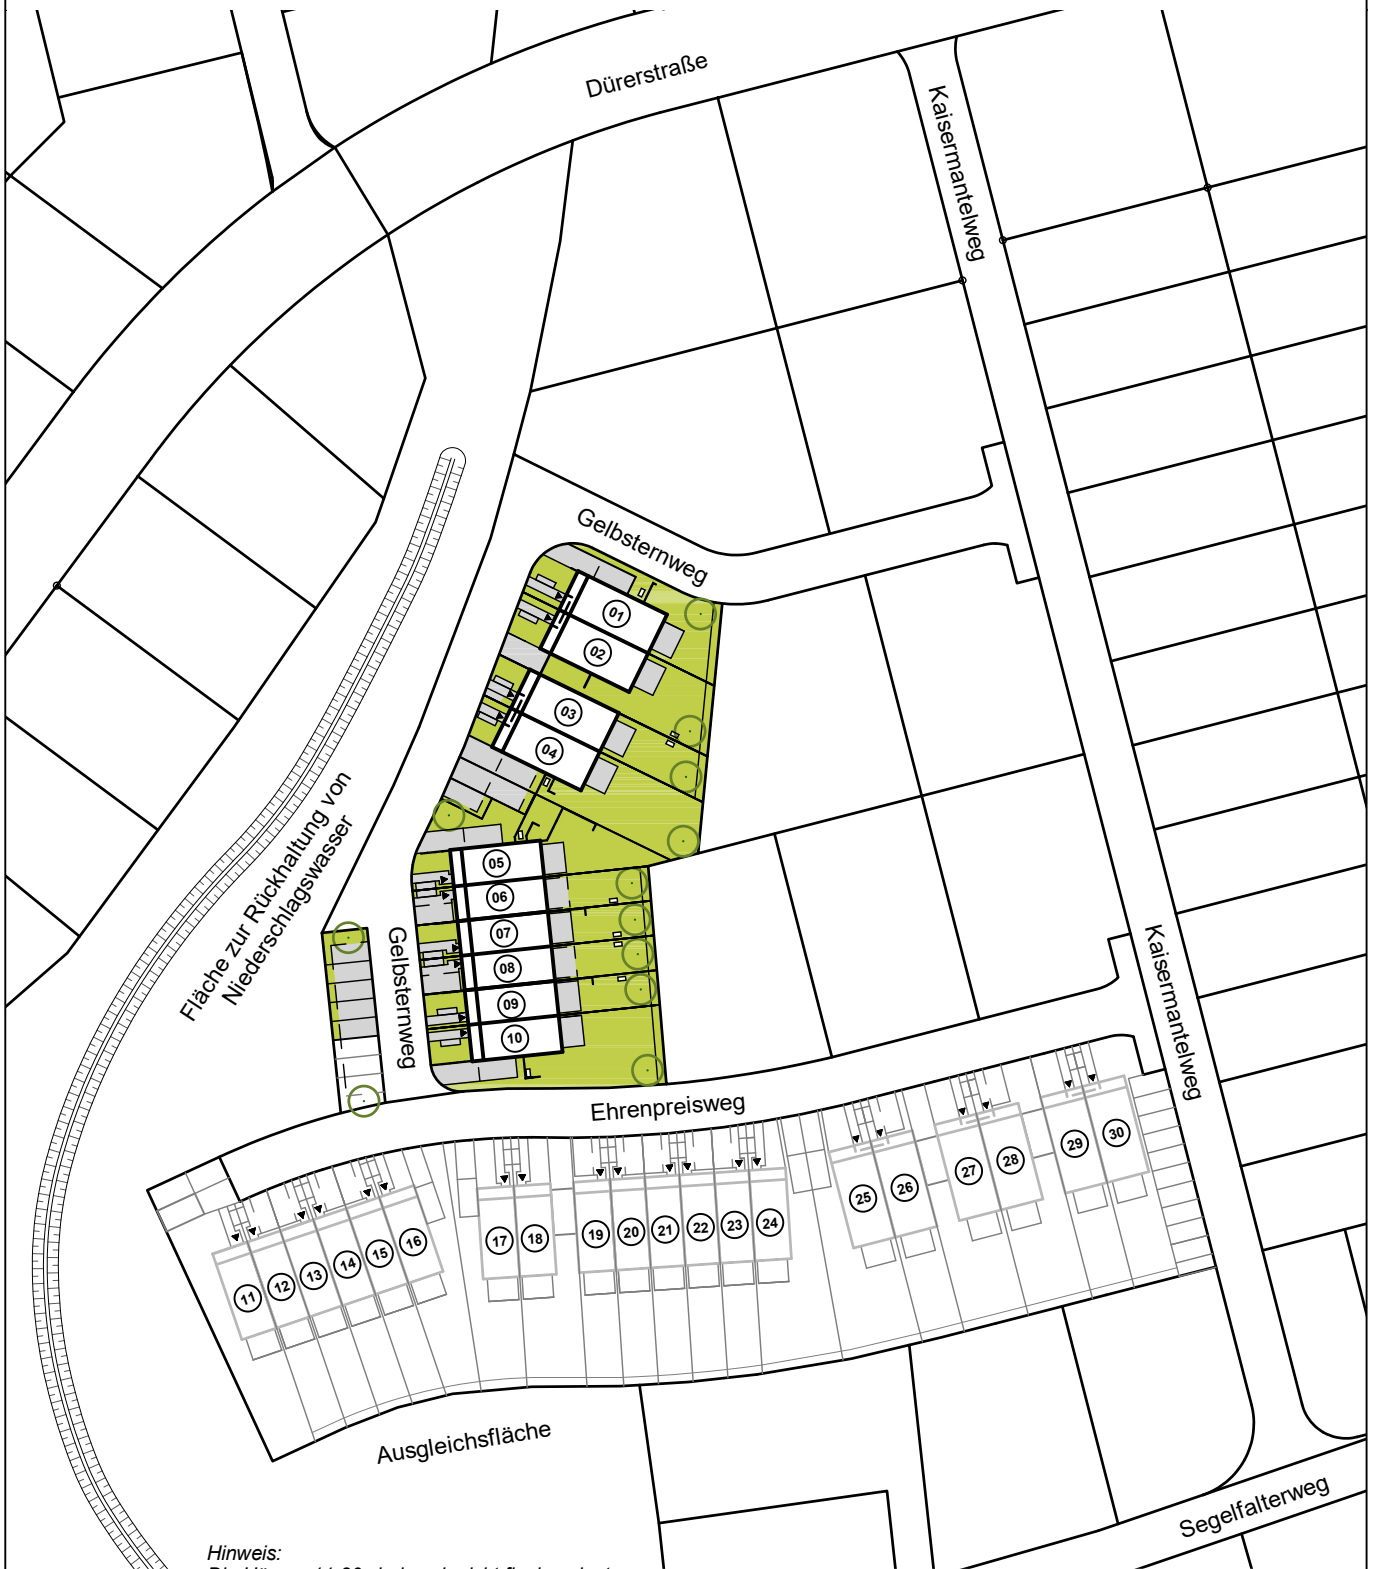 Dürerstraße
Kaisermantelweg
Gelbsternweg
01
02
03
04
05
06
07
08
09
10
Fläche zur Rückhaltung von
Niederschlagswasser
Gelbsternweg
Kaisermantelweg
Ehrenpreisweg
11
12
13
14
15
16
17
18
19
20
21
22
23
24
25
26
27
28
29
30
Ausgleichsfläche
Segelfalterweg
Hinweis: